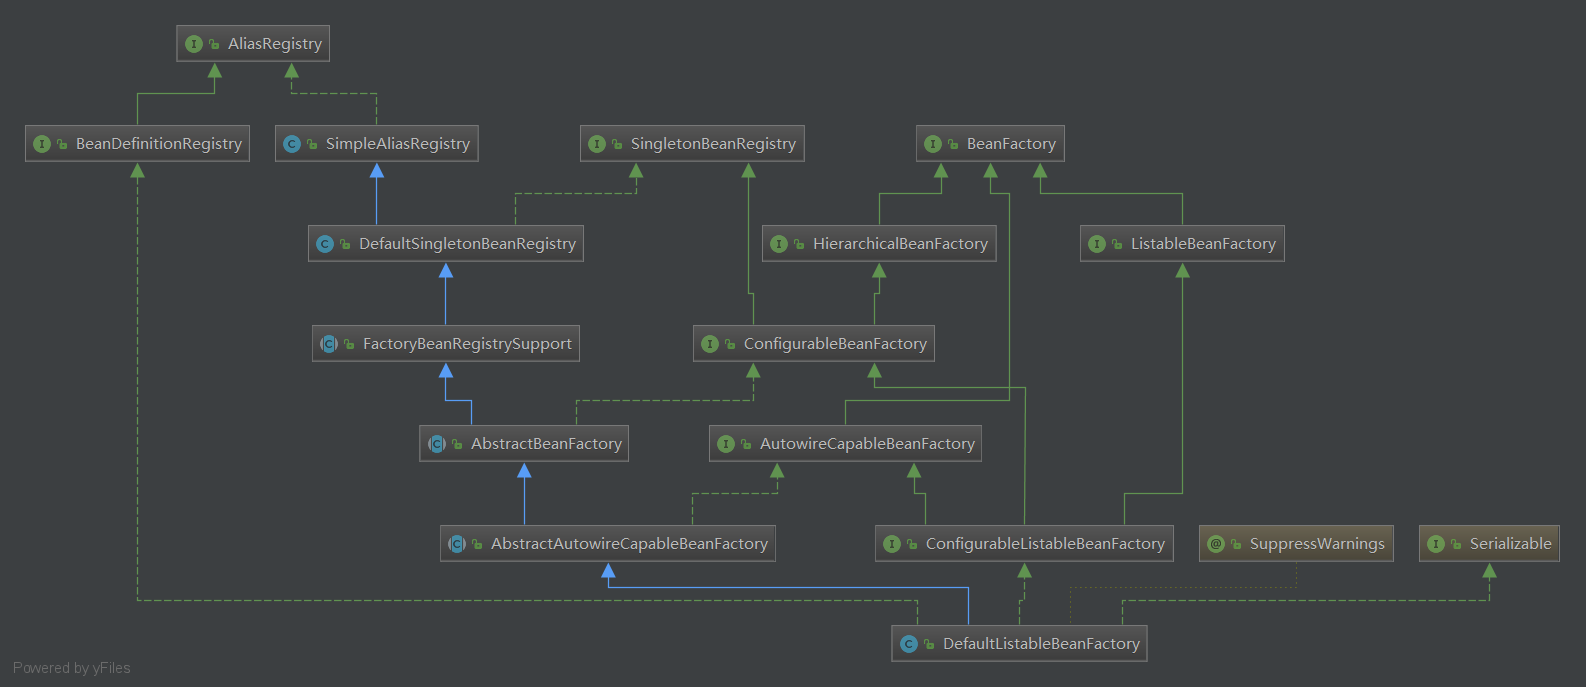 AliasRegistry
BeanDefinitionRegistry
SimpleAliasRegistry
SingletonBeanRegistry
BeanFactory
DefaultSingletonBeanRegistry
HierarchicalBeanFactory
ListableBeanFactory
FactoryBeanRegistrySupport
ConfigurableBeanFactory
AbstractBeanFactory
AutowireCapableBeanFactory
AbstractAutowireCapableBeanFactory
ConfigurableListableBeanFactory
SuppressWarnings
Serializable
DefaultListableBeanFactory
Powered by yFiles